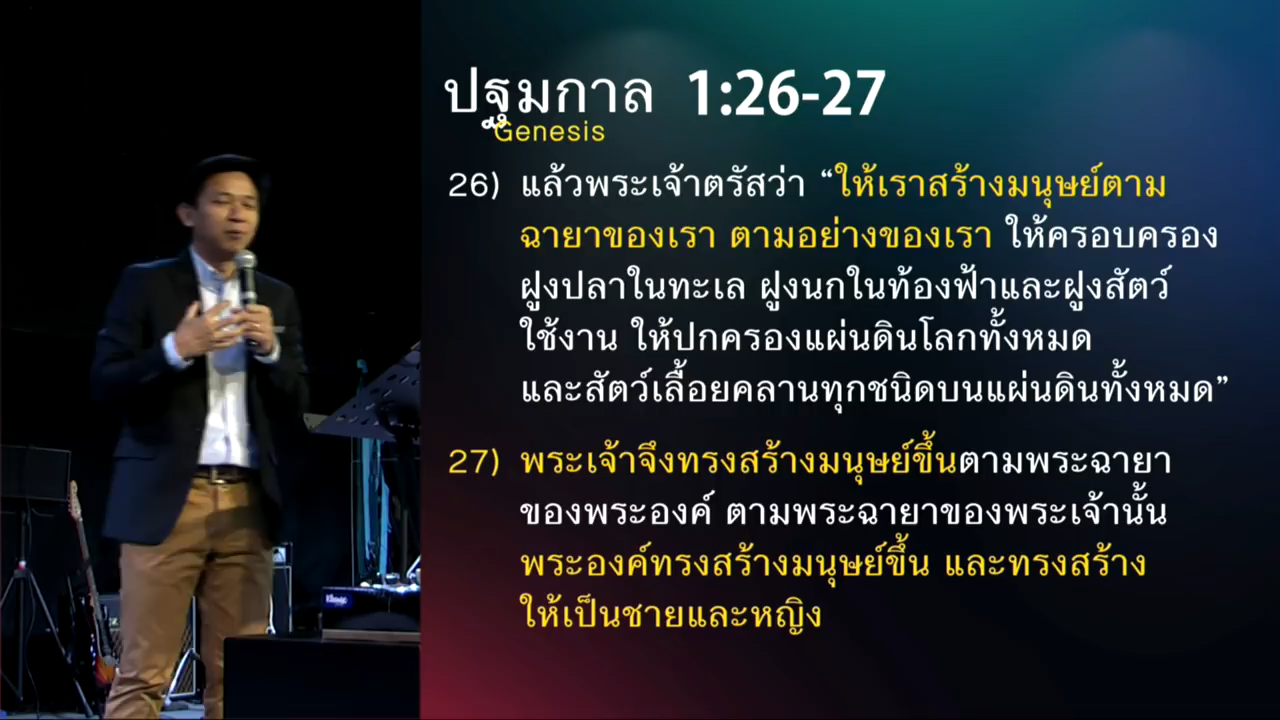 ปฐมกาล 1:26-27
Genesis
26) แล้วพระเจ้าตรัสว่า “ให้เราสร้างมนุษย์ตาม
ฉายาของเรา ตามอย่างของเรา ให้ครอบครอง
ฝูงปลาในทะเล ฝูงนกในท้องฟ้าและฝูงสัตว์
ใช้งาน ให้ปกครองแผ่นดินโลกทั้งหมด
และสัตว์เลื้อยคลานทุกชนิดบนแผ่นดินทั้งหมด”
27) พระเจ้าจึงทรงสร้างมนุษย์ขึ้นตามพระฉายา
ของพระองค์ ตามพระฉายาของพระเจ้านั้น
พระองค์ทรงสร้างมนุษย์ขึ้น และทรงสร้าง
ให้เป็นชายและหญิง